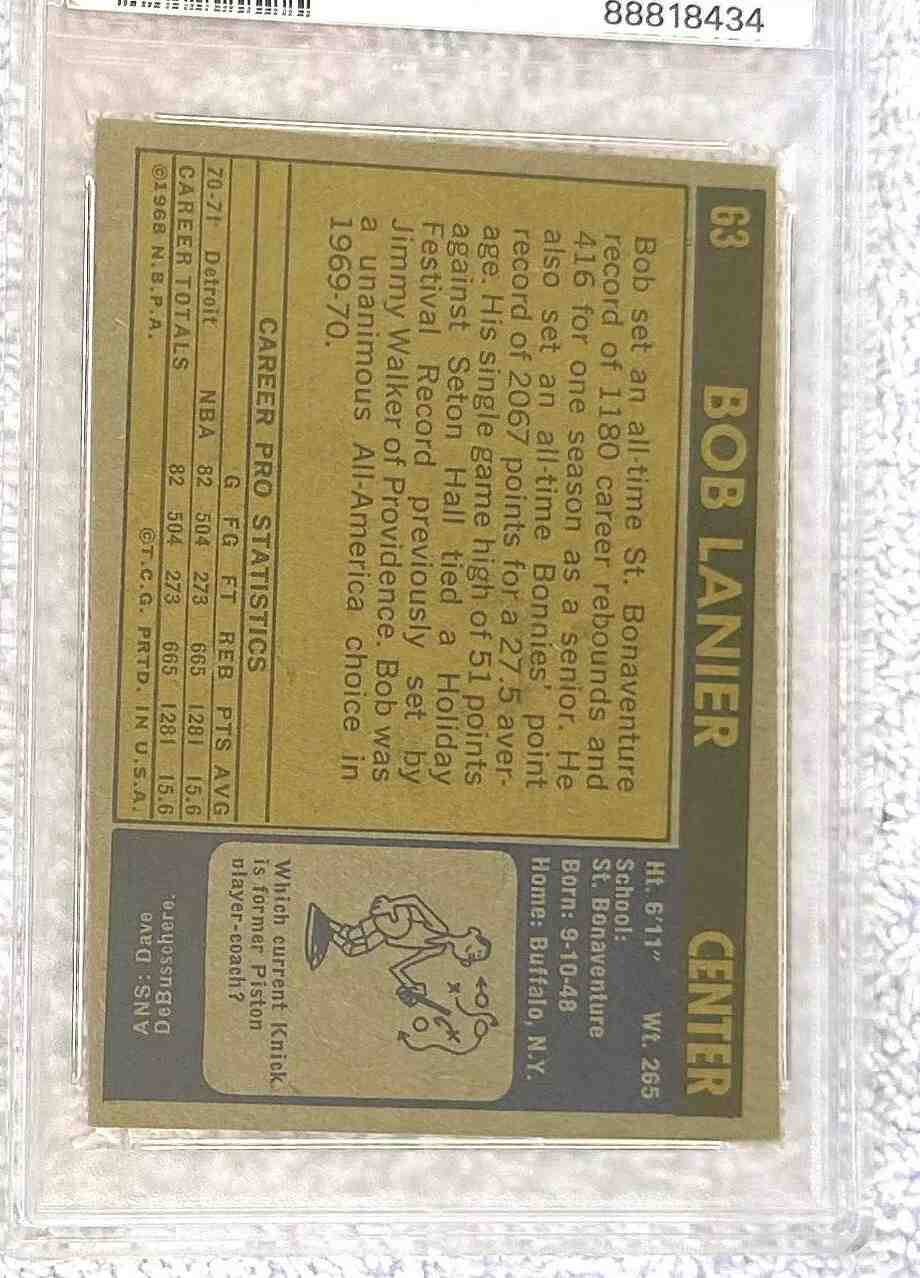 88818434
63 BOB LANIER CENTER
Bob set an all-time St. Bonaventure
record of 1180 career rebounds and
416 for one season as a senior. He
also set an all-time Bonnies' point
record of 2067 points for a 27.5 aver-
age. His single game high of 51 points
against Seton Hall tied a Holiday
Festival Record previously set by
Jimmy Walker of Providence. Bob was
a unanimous All-America choice in
1969-70.
CAREER PRO STATISTICS
G FG FT REB PTS AVG
70-71 Detroit NBA 82 504 273 665 1281 15.6
CAREER TOTALS 82 504 273 665 1281 15.6
©1968 N.B.P.A. ©T.C.G. PRTD. IN U.S.A.
Ht. 6'11" Wt. 265
School:
St. Bonaventure
Born: 9-10-48
Home: Buffalo, N.Y.
Which current Knick
is former Piston
player-coach?
ANS: Dave
DeBusschere.